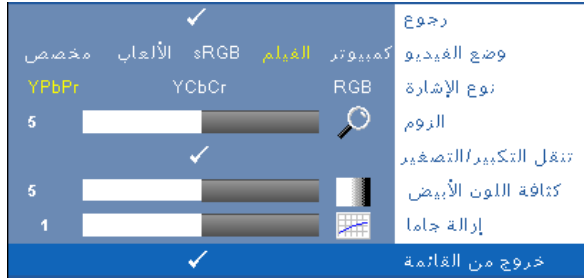 رجوع
وضع الفيديو كمبيوتر الفيلم sRGB الألعاب مخصص
نوع الإشارة RGB YCbCr YPbPr
الزوم 5
تنقل التكبير/التصغير
كثافة اللون الأبيض 5
إرالة جاما 1
خروج من القائمة